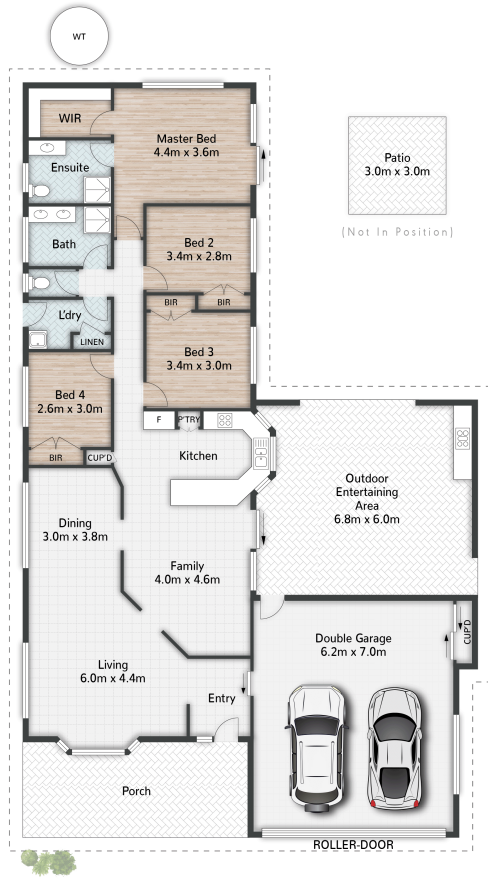 WT
WIR
Master Bed
4.4m x 3.6m
Patio
3.0m x 3.0m
(Not In Position)
Ensuite
Bath
Bed 2
3.4m x 2.8m
BIR
BIR
L'dry
LINEN
Bed 3
3.4m x 3.0m
Bed 4
2.6m x 3.0m
BIR
CUP'D
F
P'TRY
Kitchen
Outdoor
Entertaining
Area
6.8m x 6.0m
Dining
3.0m x 3.8m
Family
4.0m x 4.6m
Double Garage
6.2m x 7.0m
CUP'D
Living
6.0m x 4.4m
Entry
Porch
ROLLER-DOOR